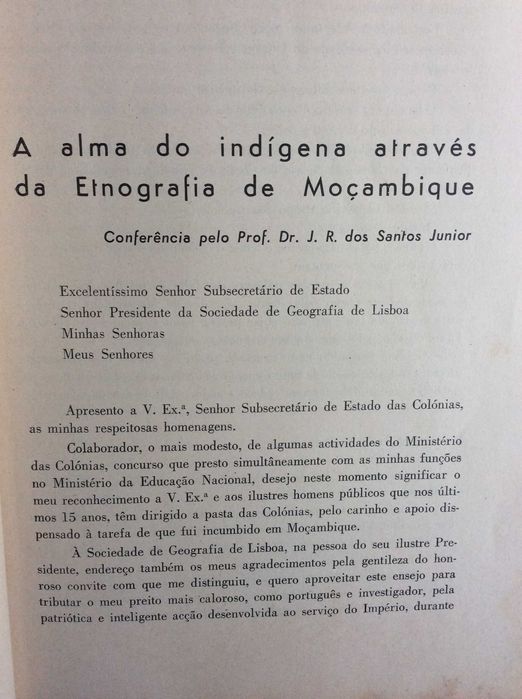 A alma do indígena através
da Etnografia de Moçambique
Conferência pelo Prof. Dr. J. R. dos Santos Junior
Excelentíssimo Senhor Subsecretário de Estado
Senhor Presidente da Sociedade de Geografia de Lisboa
Minhas Senhoras
Meus Senhores
Apresento a V. Ex.ª, Senhor Subsecretário de Estado das Colónias,
as minhas respeitosas homenagens.
Colaborador, o mais modesto, de algumas actividades do Ministério
das Colónias, concurso que presto simultâneamente com as minhas funções
no Ministério da Educação Nacional, desejo neste momento significar o
meu reconhecimento a V. Ex.ª e aos ilustres homens públicos que nos últi-
mos 15 anos, têm dirigido a pasta das Colónias, pelo carinho e apoio dis-
pensado à tarefa de que fui incumbido em Moçambique.
À Sociedade de Geografia de Lisboa, na pessoa do seu ilustre Pre-
sidente, endereço também os meus agradecimentos pela gentileza do hon-
roso convite com que me distinguiu, e quero aproveitar este ensejo para
tributar o meu preito mais caloroso, como português e investigador, pela
patriótica e inteligente acção desenvolvida ao serviço do Império, durante